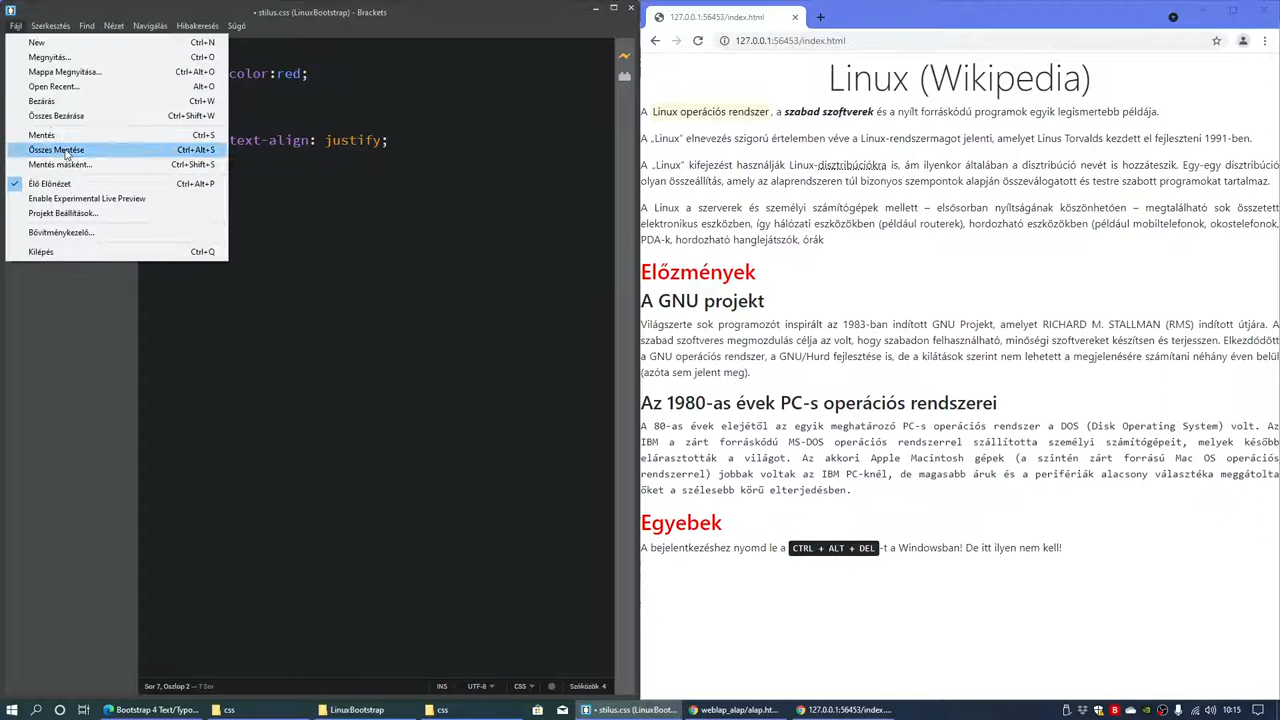 • stilus.css (LinuxBootstrap) - Brackets
Fájl Szerkesztés Find Nézet Navigálás Hibakeresés Súgó
New Ctrl+N
Megnyitás... Ctrl+O
Mappa Megnyitása... Ctrl+Alt+O
Open Recent... Alt+O
Bezárás Ctrl+W
Összes Bezárása Ctrl+Shift+W
Mentés Ctrl+S
Összes Mentése Ctrl+Alt+S
Mentés másként... Ctrl+Shift+S
Élő Előnézet Ctrl+Alt+P
Enable Experimental Live Preview
Projekt Beállítások...
Bővítménykezelő...
Kilépés Ctrl+Q
color:red;
text-align: justify;
Sor 7, Oszlop 2 — 7 Sor INS UTF-8 CSS Szóközök 4
127.0.0.1:56453/index.html
127.0.0.1:56453/index.html
Linux (Wikipedia)
A Linux operációs rendszer, a szabad szoftverek és a nyílt forráskódú programok egyik legismertebb példája.
A „Linux” elnevezés szigorú értelemben véve a Linux-rendszermagot jelenti, amelyet Linus Torvalds kezdett el fejleszteni 1991-ben.
A „Linux” kifejezést használják Linux-disztribúciókra is, ám ilyenkor általában a disztribúció nevét is hozzáteszik. Egy-egy disztribúció
olyan összeállítás, amely az alaprendszeren túl bizonyos szempontok alapján összeválogatott és testre szabott programokat tartalmaz.
A Linux a szerverek és személyi számítógépek mellett – elsősorban nyíltságának köszönhetően – megtalálható sok összetett
elektronikus eszközben, így hálózati eszközökben (például routerek), hordozható eszközökben (például mobiltelefonok, okostelefonok,
PDA-k, hordozható hanglejátszók, órák
Előzmények
A GNU projekt
Világszerte sok programozót inspirált az 1983-ban indított GNU Projekt, amelyet RICHARD M. STALLMAN (RMS) indított útjára. A
szabad szoftveres megmozdulás célja az volt, hogy szabadon felhasználható, minőségi szoftvereket készítsen és terjesszen. Elkezdődött
a GNU operációs rendszer, a GNU/Hurd fejlesztése is, de a kilátások szerint nem lehetett a megjelenésére számítani néhány éven belül
(azóta sem jelent meg).
Az 1980-as évek PC-s operációs rendszerei
A 80-as évek elejétől az egyik meghatározó PC-s operációs rendszer a DOS (Disk Operating System) volt. Az
IBM a zárt forráskódú MS-DOS operációs rendszerrel szállította személyi számítógépeit, melyek később
elárasztották a világot. Az akkori Apple Macintosh gépek (a szintén zárt forrású Mac OS operációs
rendszerrel) jobbak voltak az IBM PC-knél, de magasabb áruk és a perifériák alacsony választéka meggátolta
őket a szélesebb körű elterjedésben.
Egyebek
A bejelentkezéshez nyomd le a CTRL + ALT + DEL -t a Windowsban! De itt ilyen nem kell!
Bootstrap 4 Text/Typo... css LinuxBootstrap css • stilus.css (LinuxBoot... weblap_alap/alap.ht... 127.0.0.1:56453/index.... 10:15